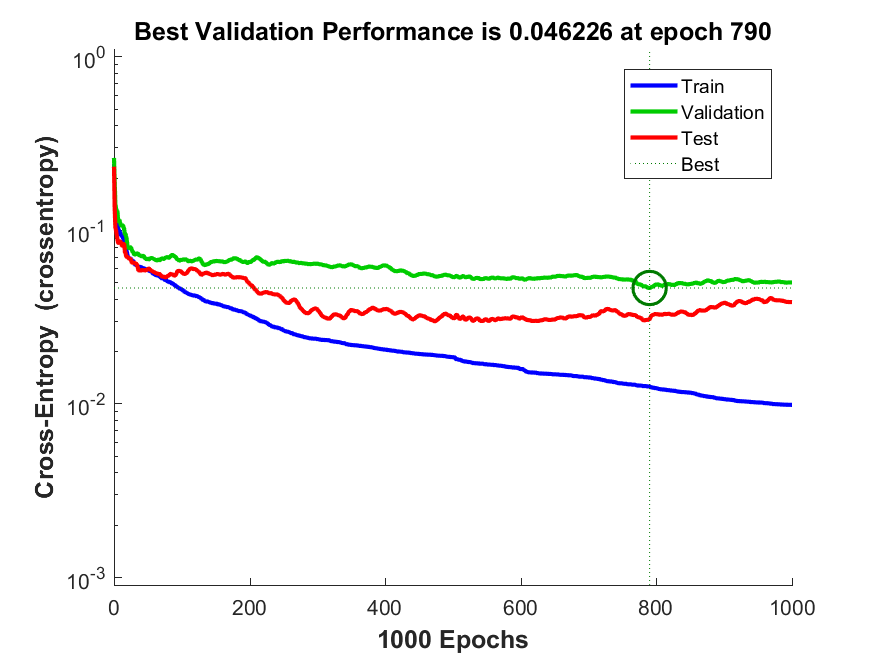 Best Validation Performance is 0.046226 at epoch 790
10^0
10^-1
10^-2
10^-3
Cross-Entropy (crossentropy)
Train
Validation
Test
Best
0 200 400 600 800 1000
1000 Epochs